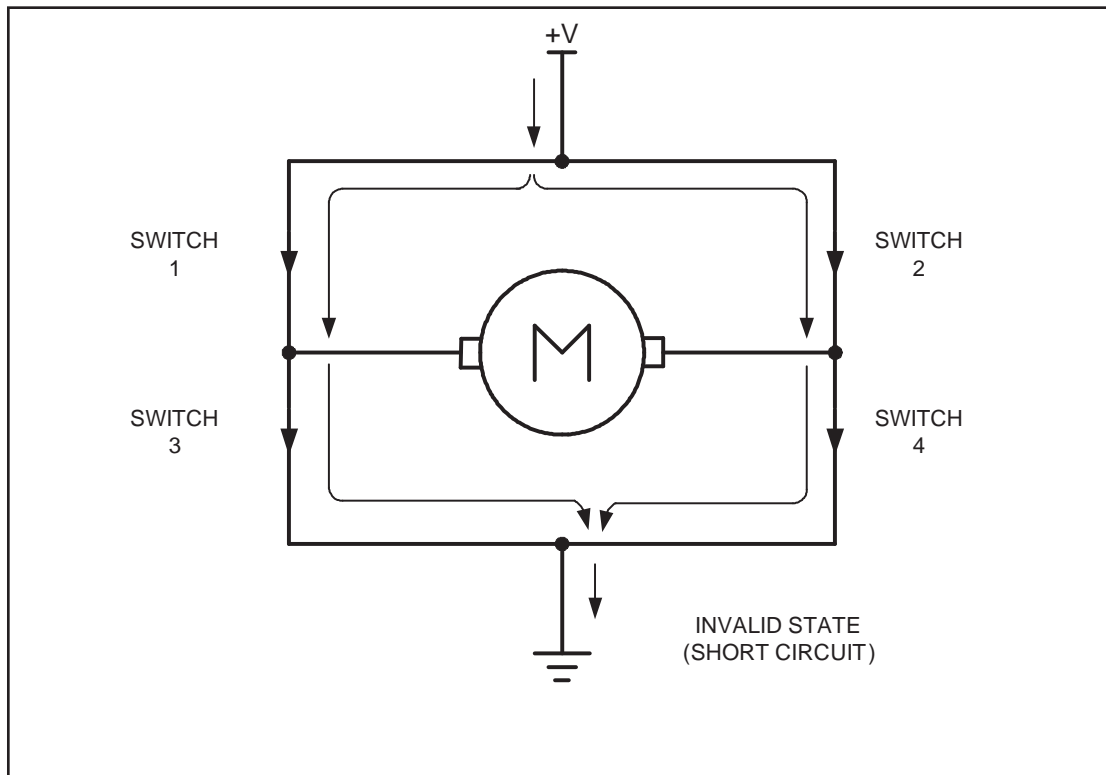 +V
SWITCH
1
SWITCH
2
M
SWITCH
3
SWITCH
4
INVALID STATE
(SHORT CIRCUIT)